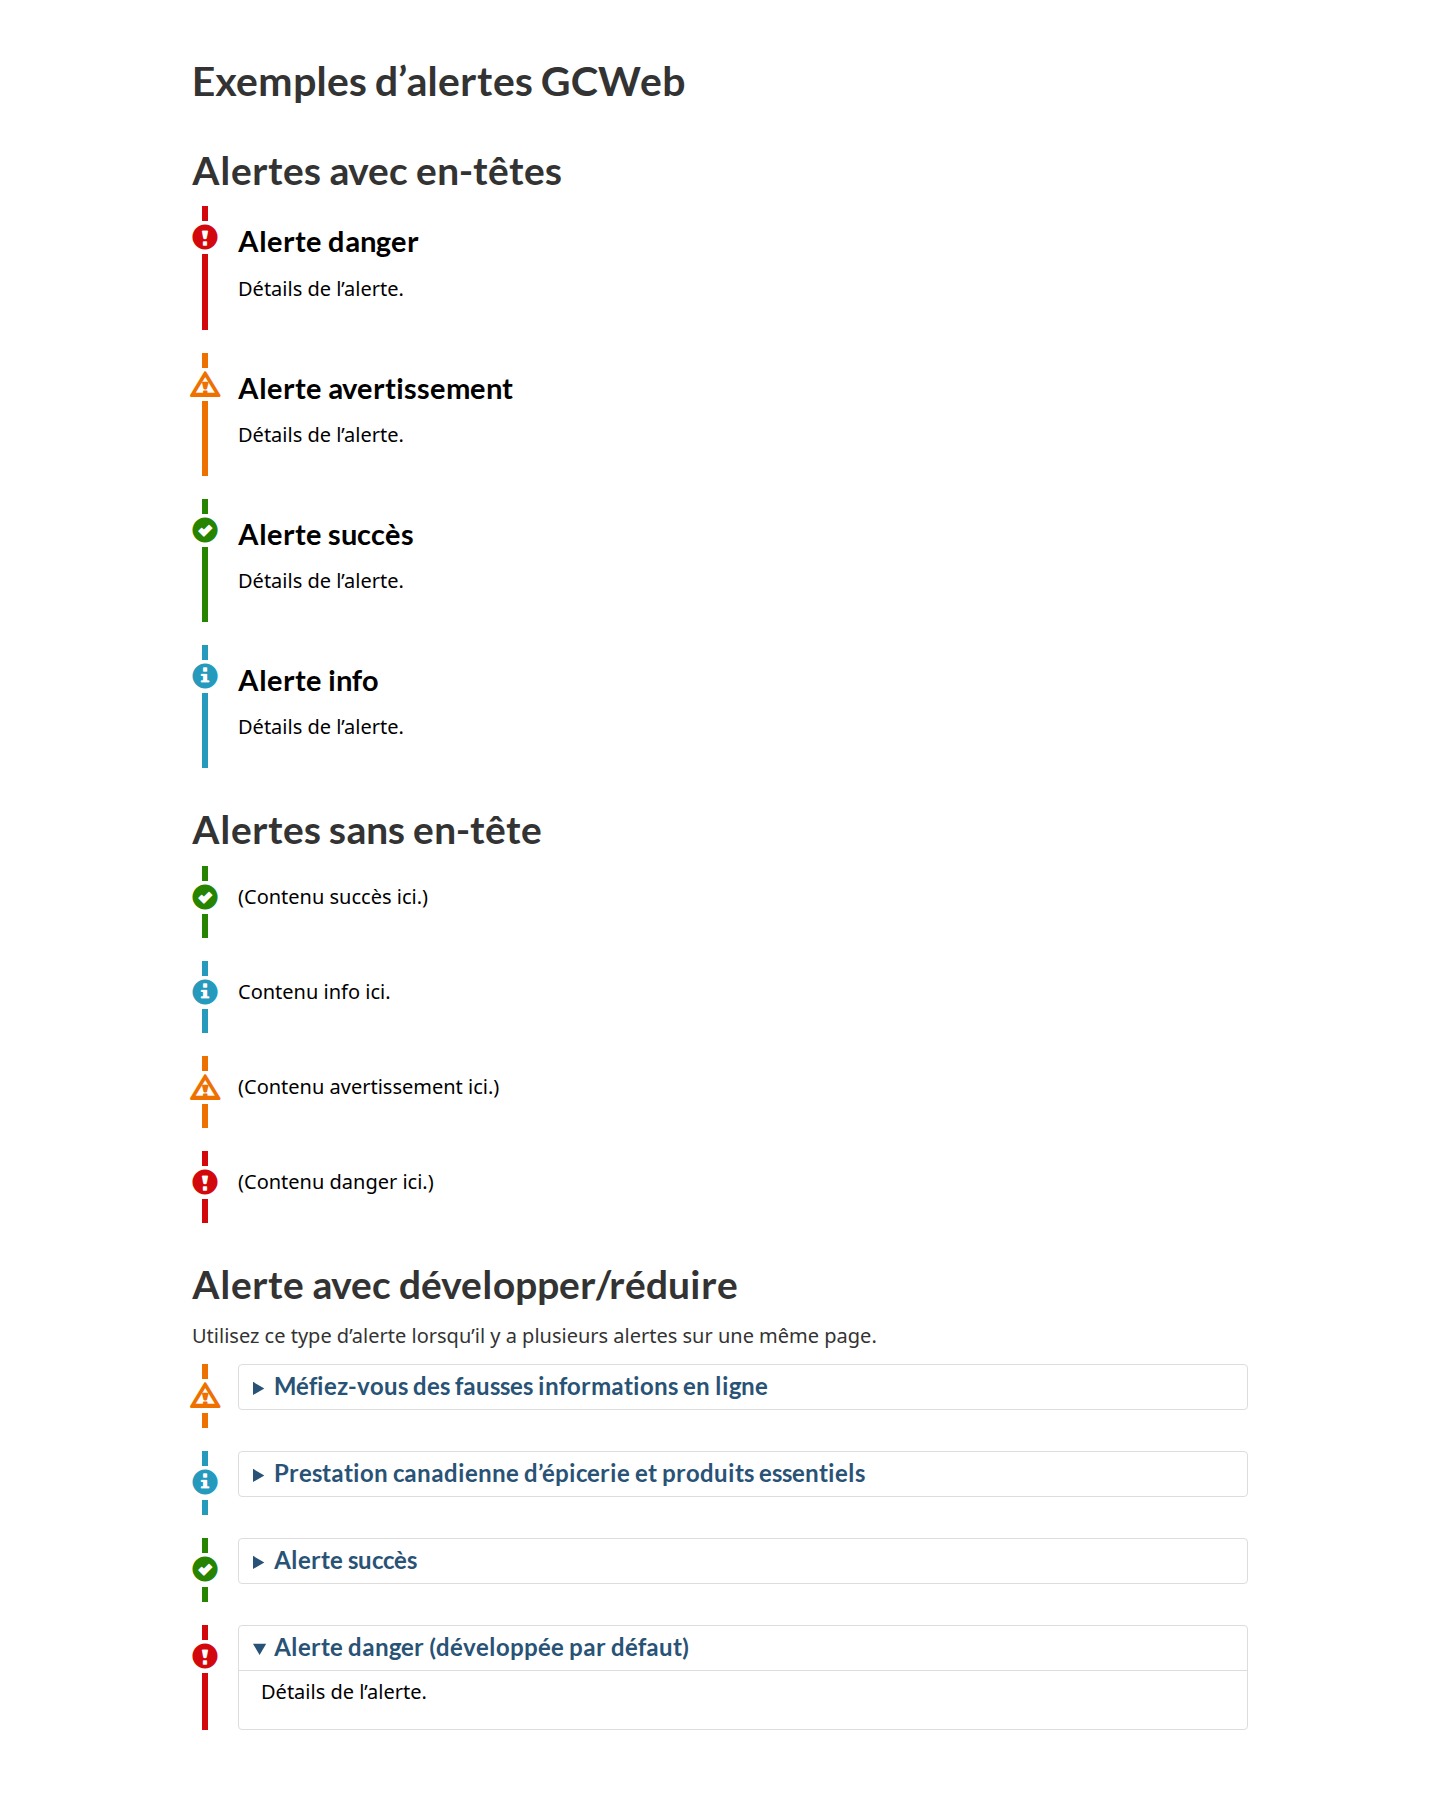 Exemples d’alertes GCWeb
Alertes avec en-têtes
Alerte danger
Détails de l’alerte.
Alerte avertissement
Détails de l’alerte.
Alerte succès
Détails de l’alerte.
Alerte info
Détails de l’alerte.
Alertes sans en-tête
(Contenu succès ici.)
Contenu info ici.
(Contenu avertissement ici.)
(Contenu danger ici.)
Alerte avec développer/réduire
Utilisez ce type d’alerte lorsqu’il y a plusieurs alertes sur une même page.
Méfiez-vous des fausses informations en ligne
Prestation canadienne d’épicerie et produits essentiels
Alerte succès
Alerte danger (développée par défaut)
Détails de l’alerte.